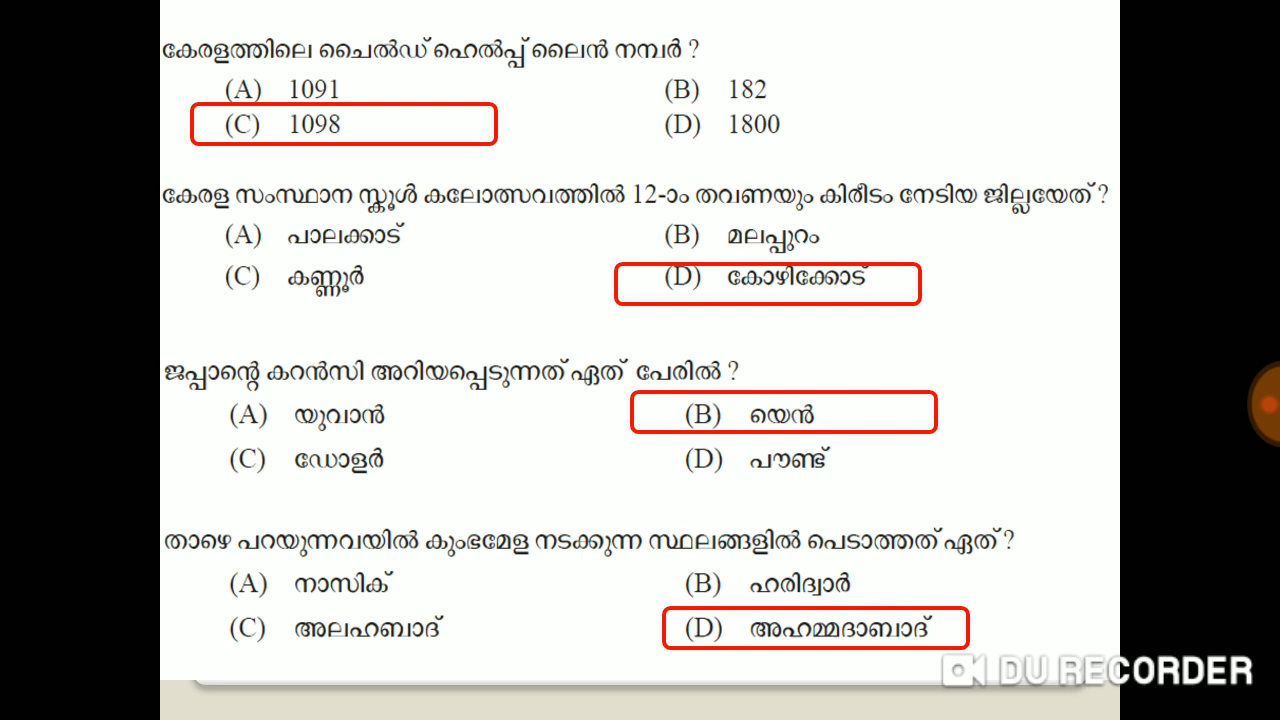 കേരളത്തിലെ ചൈൽഡ് ഹെൽപ്പ് ലൈൻ നമ്പർ ?
(A) 1091 (B) 182
(C) 1098 (D) 1800
കേരള സംസ്ഥാന സ്കൂൾ കലോത്സവത്തിൽ 12-ാം തവണയും കിരീടം നേടിയ ജില്ലയേത് ?
(A) പാലക്കാട് (B) മലപ്പുറം
(C) കണ്ണൂർ (D) കോഴിക്കോട്
ജപ്പാന്റെ കറൻസി അറിയപ്പെടുന്നത് ഏത് പേരിൽ ?
(A) യുവാൻ (B) യെൻ
(C) ഡോളർ (D) പൗണ്ട്
താഴെ പറയുന്നവയിൽ കുംഭമേള നടക്കുന്ന സ്ഥലങ്ങളിൽ പെടാത്തത് ഏത് ?
(A) നാസിക് (B) ഹരിദ്വാർ
(C) അലഹബാദ് (D) അഹമ്മദാബാദ്
DU RECORDER